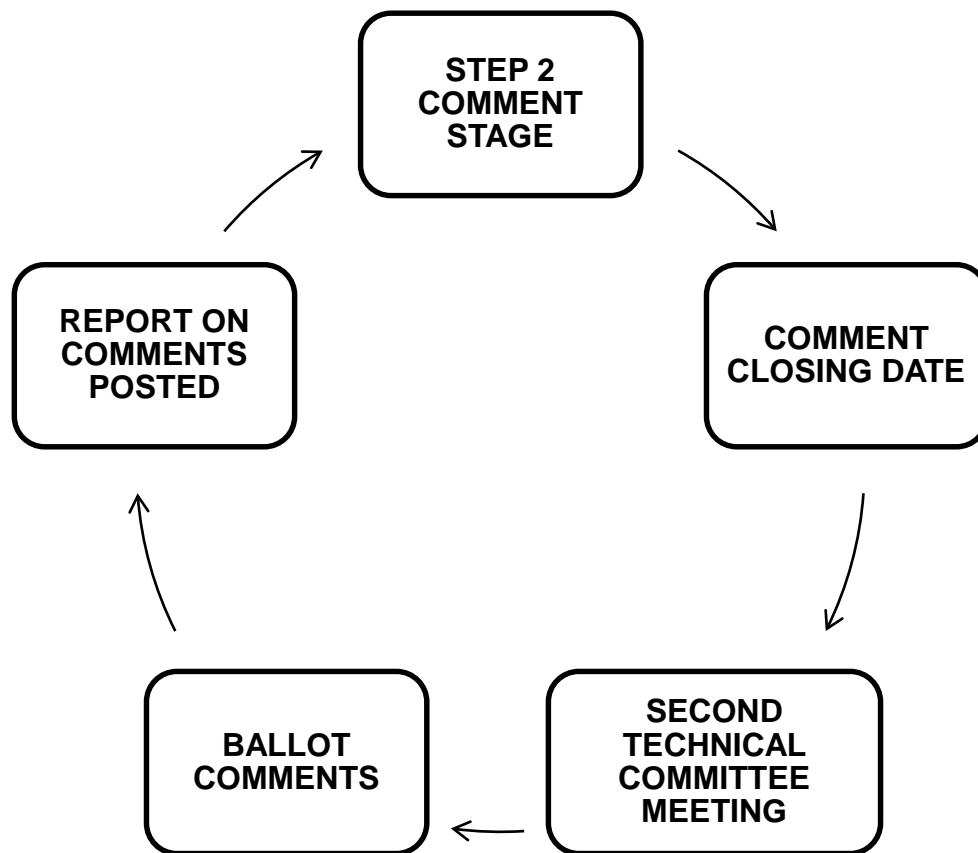 STEP 2
COMMENT
STAGE
COMMENT
CLOSING DATE
SECOND
TECHNICAL
COMMITTEE
MEETING
BALLOT
COMMENTS
REPORT ON
COMMENTS
POSTED